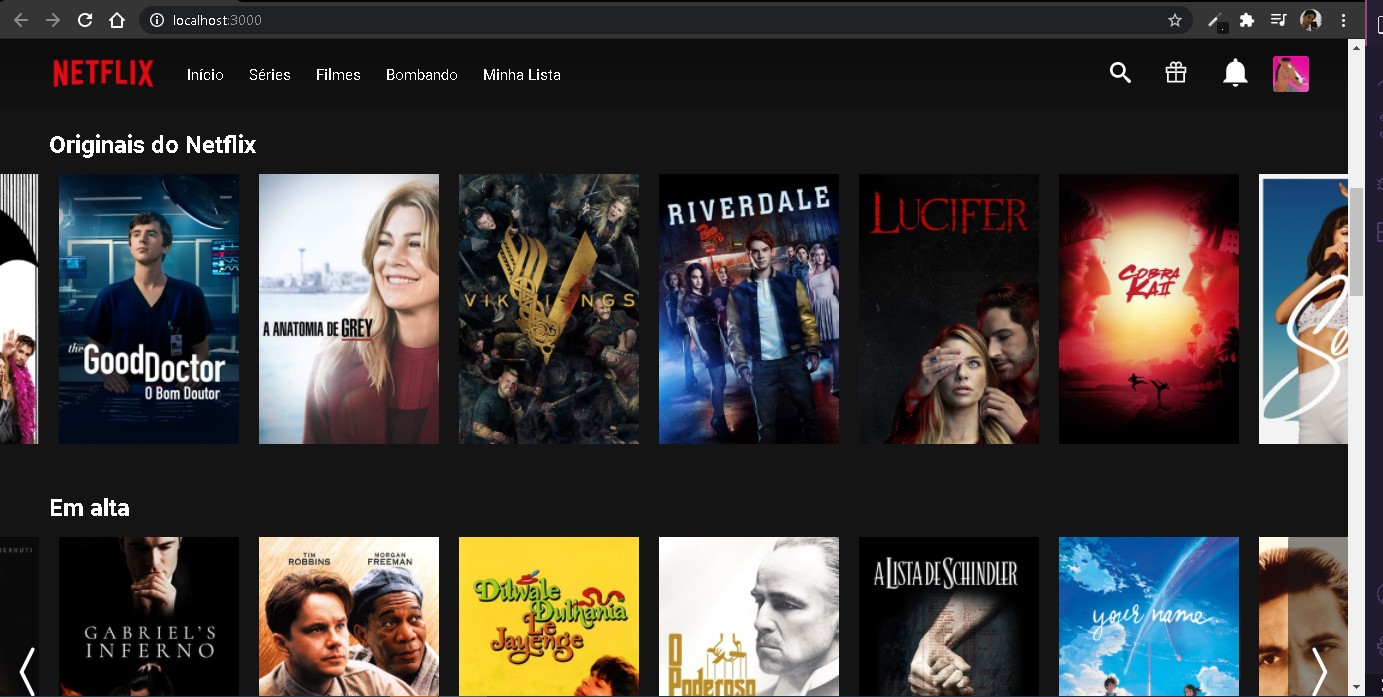 localhost:3000
NETFLIX Início Séries Filmes Bombando Minha Lista
Originais do Netflix
the Good Doctor
O Bom Doutor
A ANATOMIA DE GREY
VIKINGS
RIVERDALE
LUCIFER
COBRA KAI
Em alta
GABRIEL'S
INFERNO
TIM
ROBBINS
MORGAN
FREEMAN
Dilwale
Dulhania
Le
Jayenge
O
Poderoso
A LISTA DE SCHINDLER
your name.